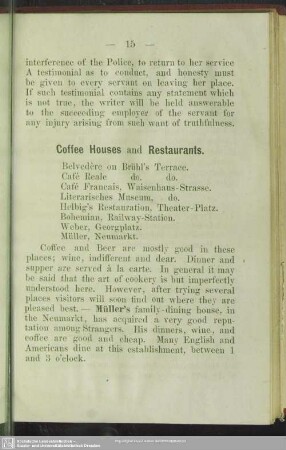 — 15 —
interference of the Police, to return to her service
A testimonial as to conduct, and honesty must
be given to every servant on leaving her place.
If such testimonial contains any statement which
is not true, the writer will be held answerable
to the succeeding employer of the servant for
any injury arising from such want of truthfulness.
Coffee Houses and Restaurants.
Belvedère on Brühl's Terrace.
Café Reale do. do.
Café Francais, Waisenhaus-Strasse.
Literarisches Museum, do.
Helbig's Restauration, Theater-Platz.
Bohemian, Railway-Station.
Weber, Georgplatz.
Müller, Neumarkt.
Coffee and Beer are mostly good in these
places; wine, indifferent and dear. Dinner and
supper are served à la carte. In general it may
be said that the art of cookery is but imperfectly
understood here. However, after trying several
places visitors will soon find out where they are
pleased best. — Müller's family-dining house, in
the Neumarkt, has acquired a very good repu-
tation among Strangers. His dinners, wine, and
coffee are good and cheap. Many English and
Americans dine at this establishment, between 1
and 3 o'clock.